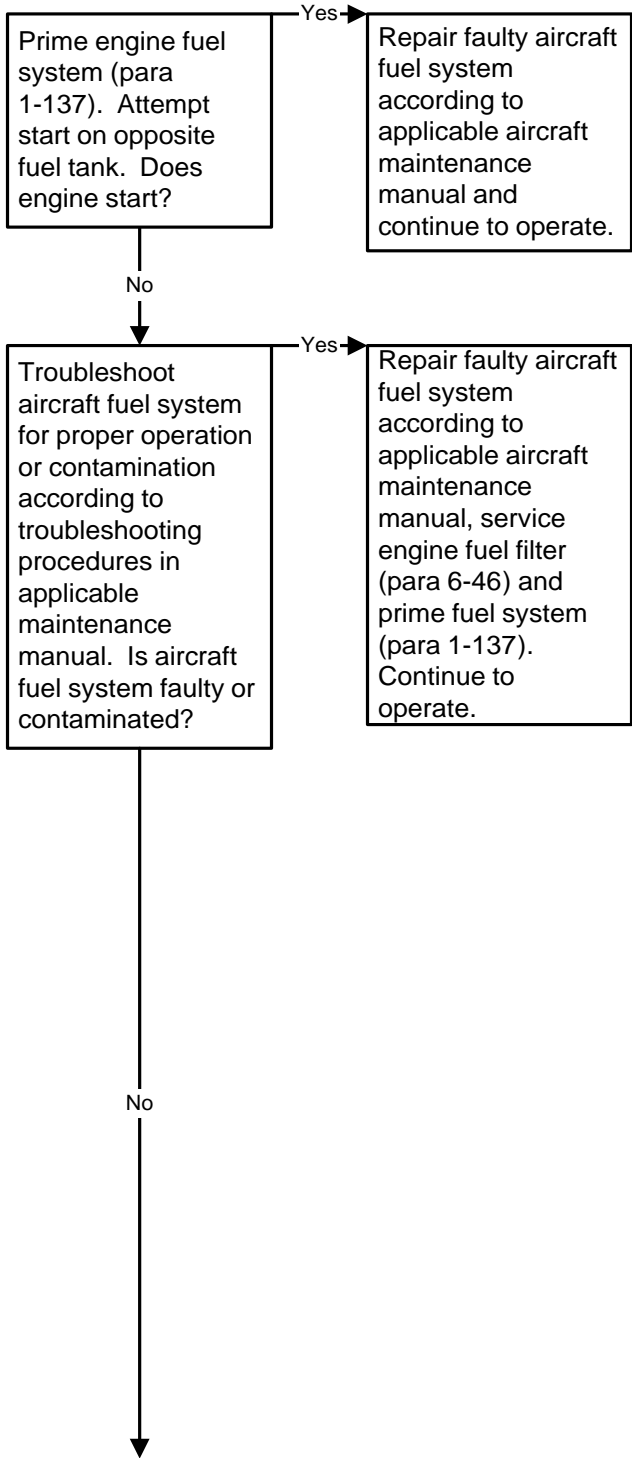 Prime engine fuel
system (para
1-137).  Attempt
start on opposite
fuel tank.  Does
engine start?
Yes
Repair faulty aircraft
fuel system
according to
applicable aircraft
maintenance
manual and
continue to operate.
No
Troubleshoot
aircraft fuel system
for proper operation
or contamination
according to
troubleshooting
procedures in
applicable
maintenance
manual.  Is aircraft
fuel system faulty or
contaminated?
Yes
Repair faulty aircraft
fuel system
according to
applicable aircraft
maintenance
manual, service
engine fuel filter
(para 6-46) and
prime fuel system
(para 1-137).
Continue to
operate.
No